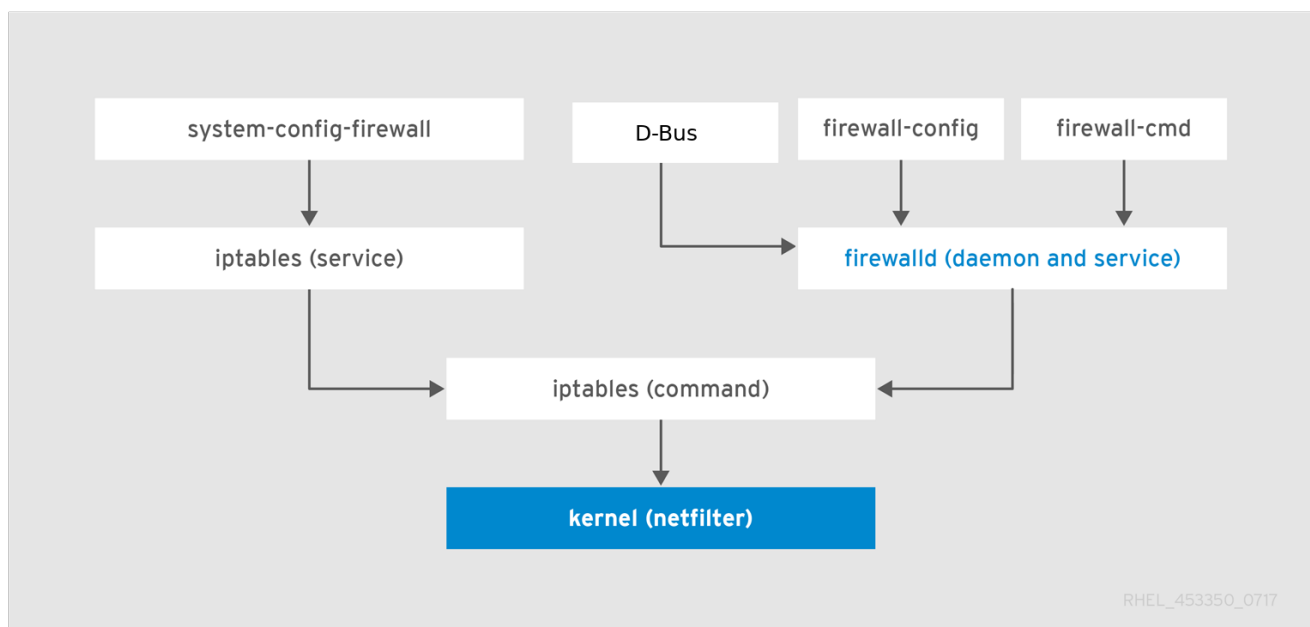 system-config-firewall
D-Bus
firewall-config
firewall-cmd
iptables (service)
firewalld (daemon and service)
iptables (command)
kernel (netfilter)
RHEL_453350_0717